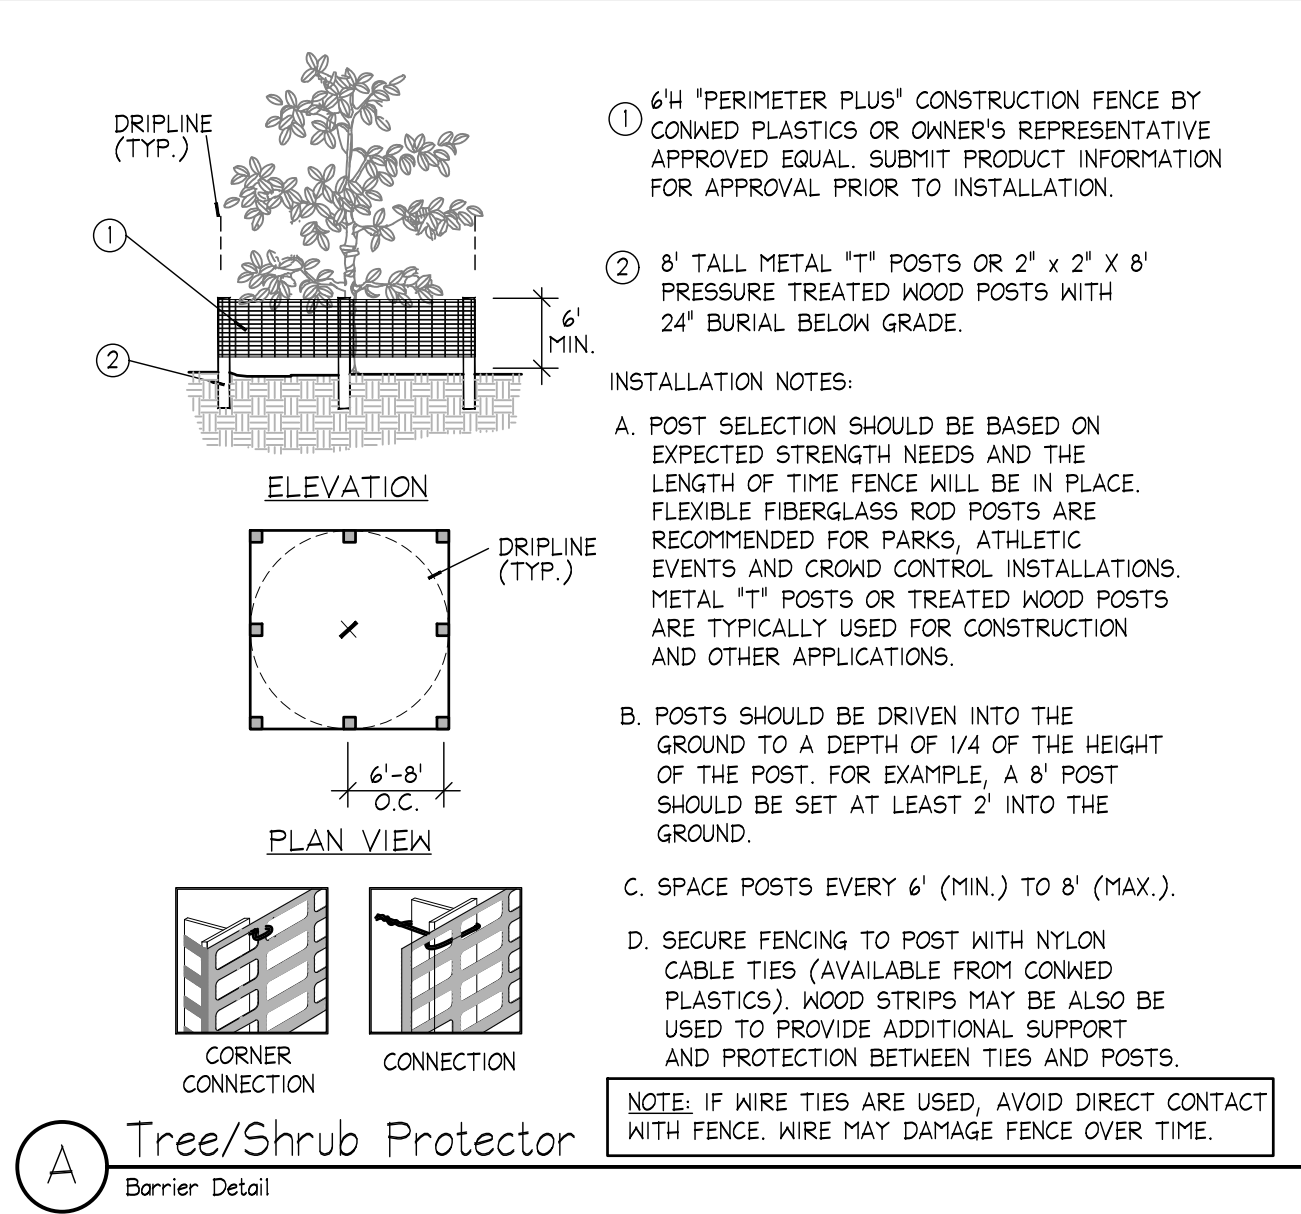 DRIPLINE
(TYP.)
1
2
6'
MIN.
ELEVATION
DRIPLINE
(TYP.)
6'-8'
O.C.
PLAN VIEW
CORNER
CONNECTION
CONNECTION
1
6'H "PERIMETER PLUS" CONSTRUCTION FENCE BY
CONWED PLASTICS OR OWNER'S REPRESENTATIVE
APPROVED EQUAL. SUBMIT PRODUCT INFORMATION
FOR APPROVAL PRIOR TO INSTALLATION.
2
8' TALL METAL "T" POSTS OR 2" x 2" X 8'
PRESSURE TREATED WOOD POSTS WITH
24" BURIAL BELOW GRADE.
INSTALLATION NOTES:
A. POST SELECTION SHOULD BE BASED ON
EXPECTED STRENGTH NEEDS AND THE
LENGTH OF TIME FENCE WILL BE IN PLACE.
FLEXIBLE FIBERGLASS ROD POSTS ARE
RECOMMENDED FOR PARKS, ATHLETIC
EVENTS AND CROWD CONTROL INSTALLATIONS.
METAL "T" POSTS OR TREATED WOOD POSTS
ARE TYPICALLY USED FOR CONSTRUCTION
AND OTHER APPLICATIONS.
B. POSTS SHOULD BE DRIVEN INTO THE
GROUND TO A DEPTH OF 1/4 OF THE HEIGHT
OF THE POST. FOR EXAMPLE, A 8' POST
SHOULD BE SET AT LEAST 2' INTO THE
GROUND.
C. SPACE POSTS EVERY 6' (MIN.) TO 8' (MAX.).
D. SECURE FENCING TO POST WITH NYLON
CABLE TIES (AVAILABLE FROM CONWED
PLASTICS). WOOD STRIPS MAY BE ALSO BE
USED TO PROVIDE ADDITIONAL SUPPORT
AND PROTECTION BETWEEN TIES AND POSTS.
NOTE: IF WIRE TIES ARE USED, AVOID DIRECT CONTACT
WITH FENCE. WIRE MAY DAMAGE FENCE OVER TIME.
A
Tree/Shrub Protector
Barrier Detail